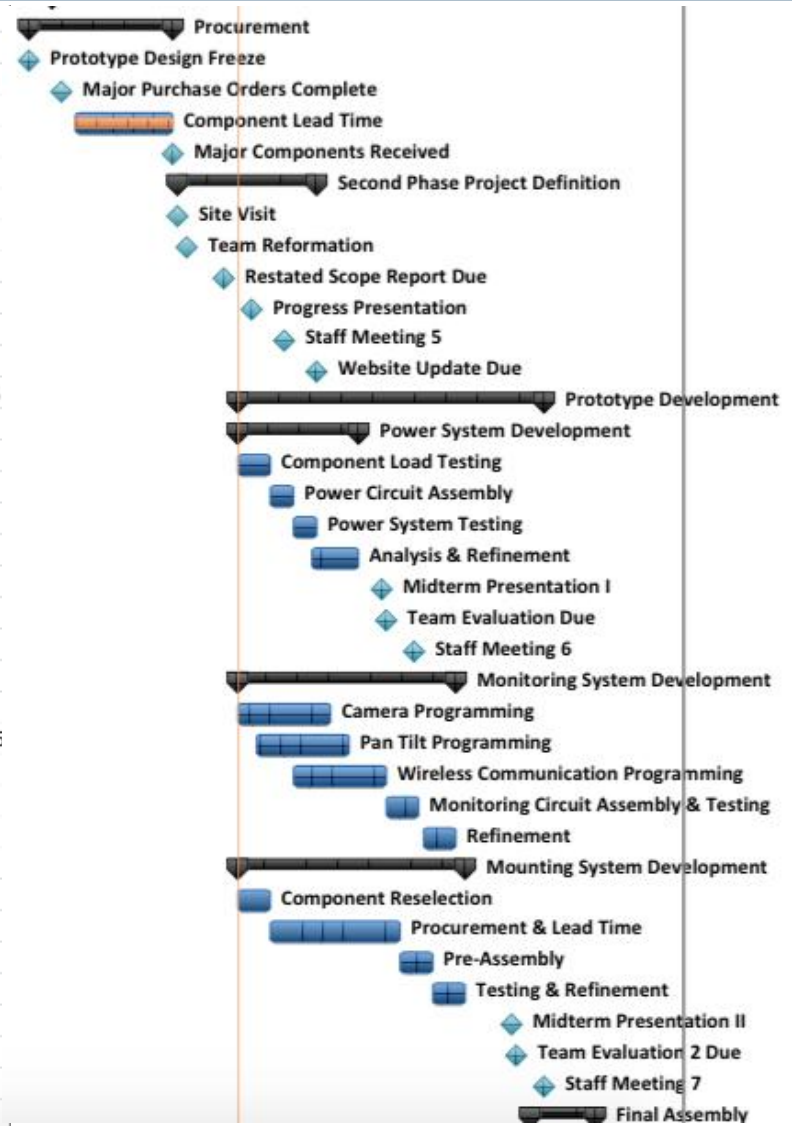 Procurement
Prototype Design Freeze
Major Purchase Orders Complete
Component Lead Time
Major Components Received
Second Phase Project Definition
Site Visit
Team Reformation
Restated Scope Report Due
Progress Presentation
Staff Meeting 5
Website Update Due
Prototype Development
Power System Development
Component Load Testing
Power Circuit Assembly
Power System Testing
Analysis & Refinement
Midterm Presentation I
Team Evaluation Due
Staff Meeting 6
Monitoring System Development
Camera Programming
Pan Tilt Programming
Wireless Communication Programming
Monitoring Circuit Assembly & Testing
Refinement
Mounting System Development
Component Reselection
Procurement & Lead Time
Pre-Assembly
Testing & Refinement
Midterm Presentation II
Team Evaluation 2 Due
Staff Meeting 7
Final Assembly